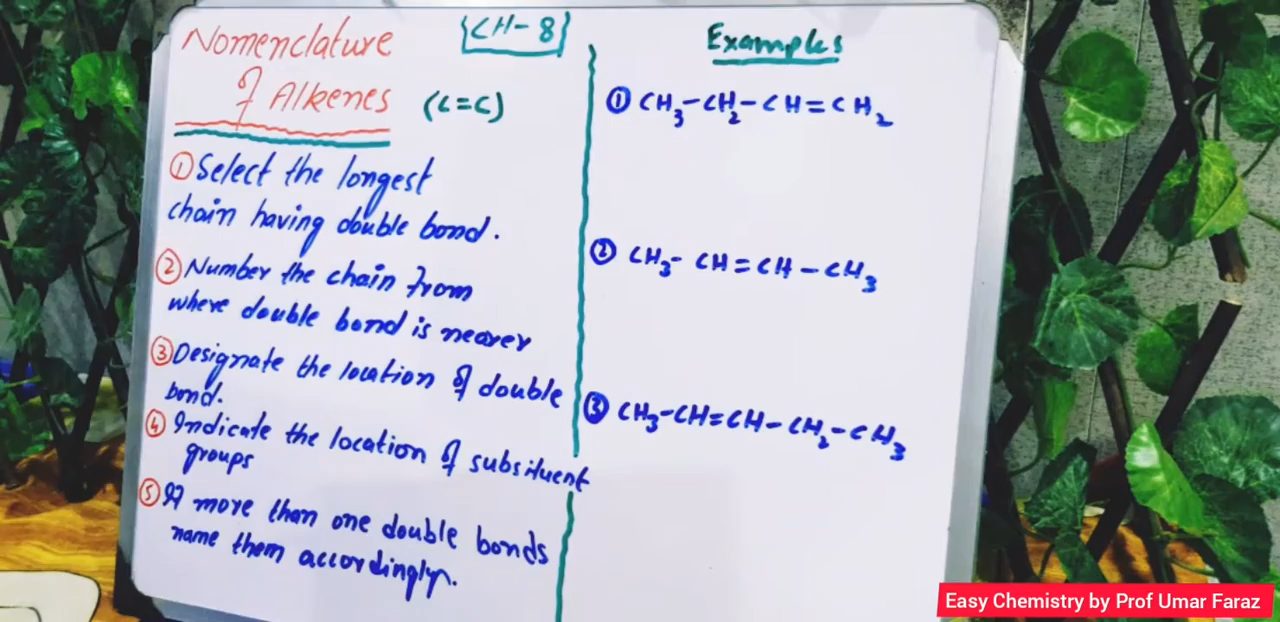 Nomenclature
of Alkenes
{CH-8}
(C=C)
① Select the longest
chain having double bond.
② Number the chain from
where double bond is nearer
③ Designate the location of double
bond.
④ Indicate the location of subsituent
groups
⑤ If more than one double bonds
name them accordingly.
Examples
① CH₃-CH₂-CH=CH₂
② CH₃-CH=CH-CH₃
③ CH₃-CH=CH-CH₂-CH₃
Easy Chemistry by Prof Umar Faraz